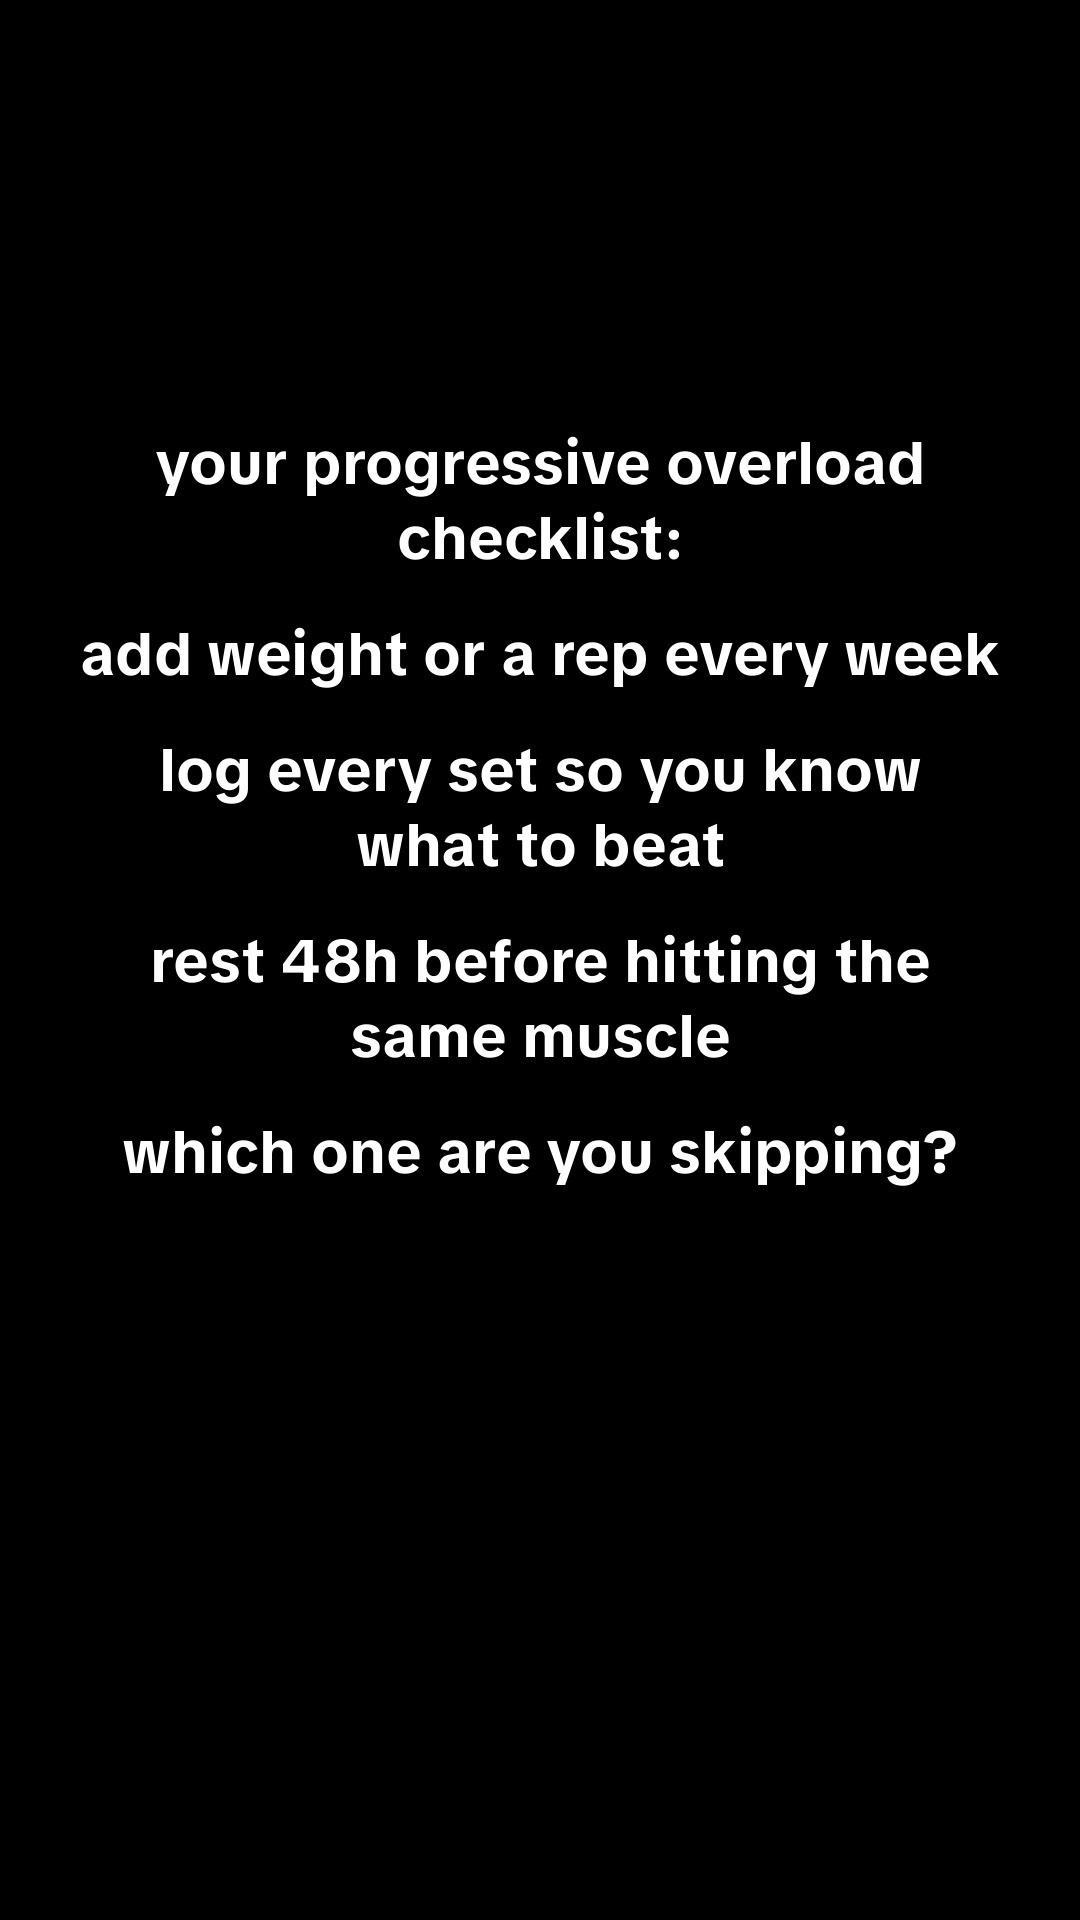 your progressive overload
checklist:
add weight or a rep every week
log every set so you know
what to beat
rest 48h before hitting the
same muscle
which one are you skipping?